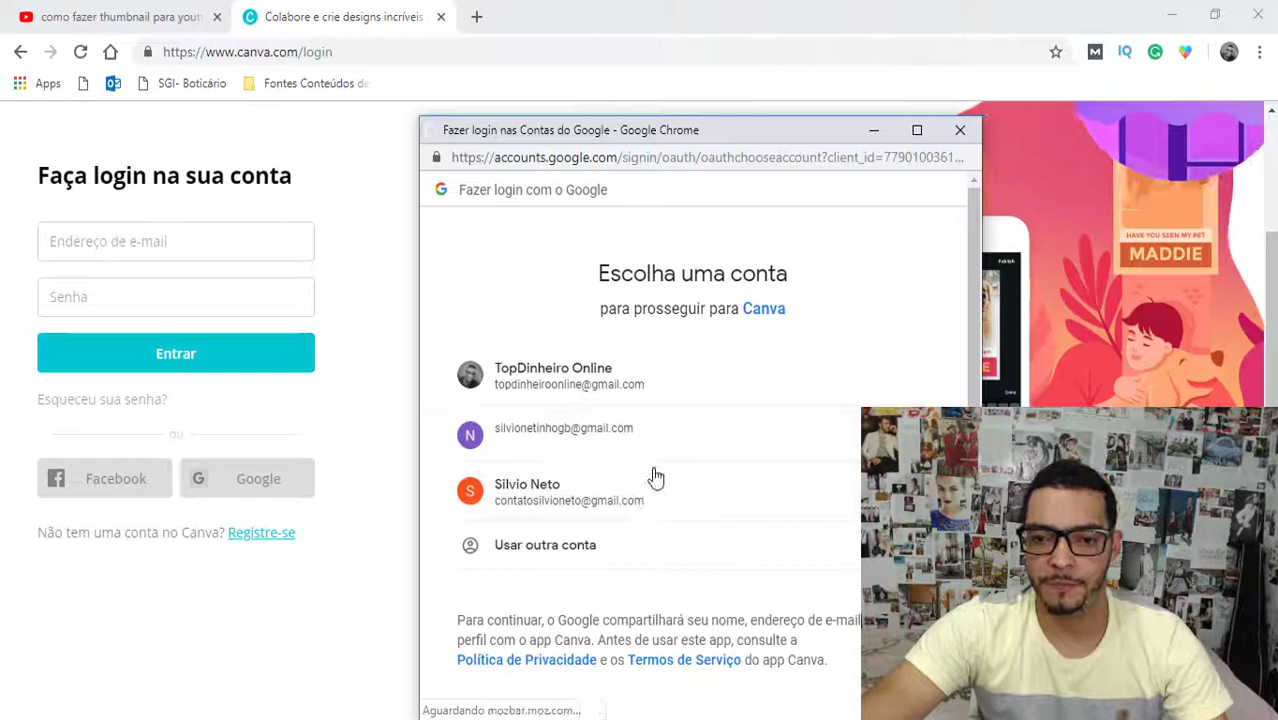 como fazer thumbnail para yout
Colabore e crie designs incríveis
https://www.canva.com/login
M
IQ
Apps
SGI- Boticário
Fontes Conteúdos de
Faça login na sua conta
Endereço de e-mail
Senha
Entrar
Esqueceu sua senha?
ou
Facebook
Google
Não tem uma conta no Canva? Registre-se
Fazer login nas Contas do Google - Google Chrome
https://accounts.google.com/signin/oauth/oauthchooseaccount?client_id=7790100361...
Fazer login com o Google
Escolha uma conta
para prosseguir para Canva
TopDinheiro Online
topdinheiroonline@gmail.com
N
silvionetinhogb@gmail.com
S
Silvio Neto
contatosilvioneto@gmail.com
Usar outra conta
Para continuar, o Google compartilhará seu nome, endereço de e-mail
perfil com o app Canva. Antes de usar este app, consulte a
Política de Privacidade e os Termos de Serviço do app Canva.
Aguardando mozbar.moz.com...
Publish
HAVE YOU SEEN MY PET
MADDIE